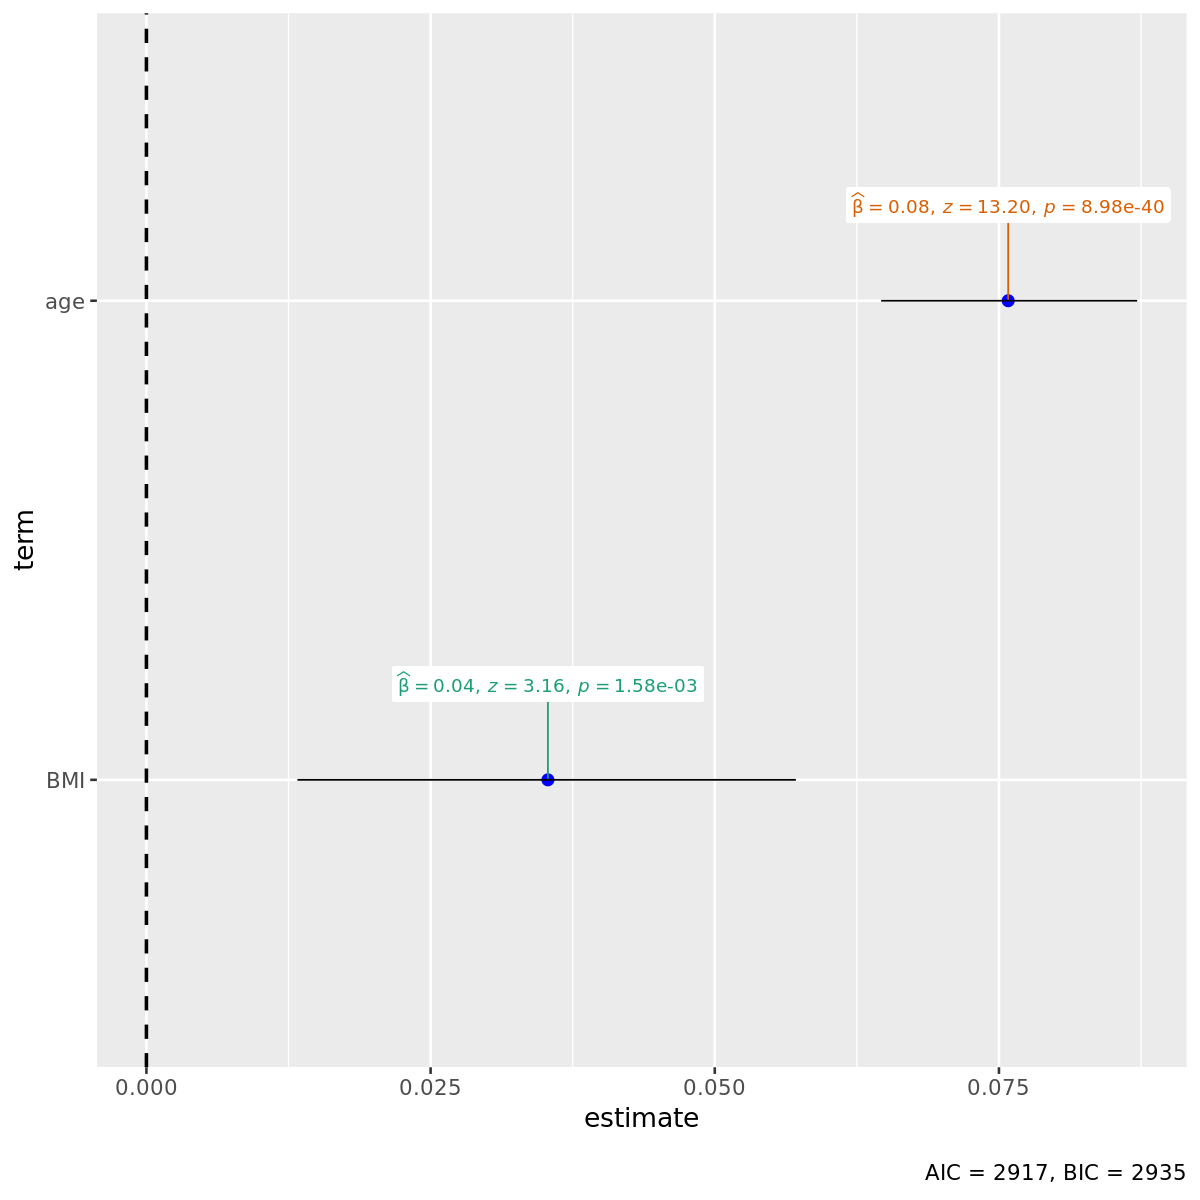 β̂ = 0.08, z = 13.20, p = 8.98e-40
age
term
β̂ = 0.04, z = 3.16, p = 1.58e-03
BMI
0.000 0.025 0.050 0.075
estimate
AIC = 2917, BIC = 2935